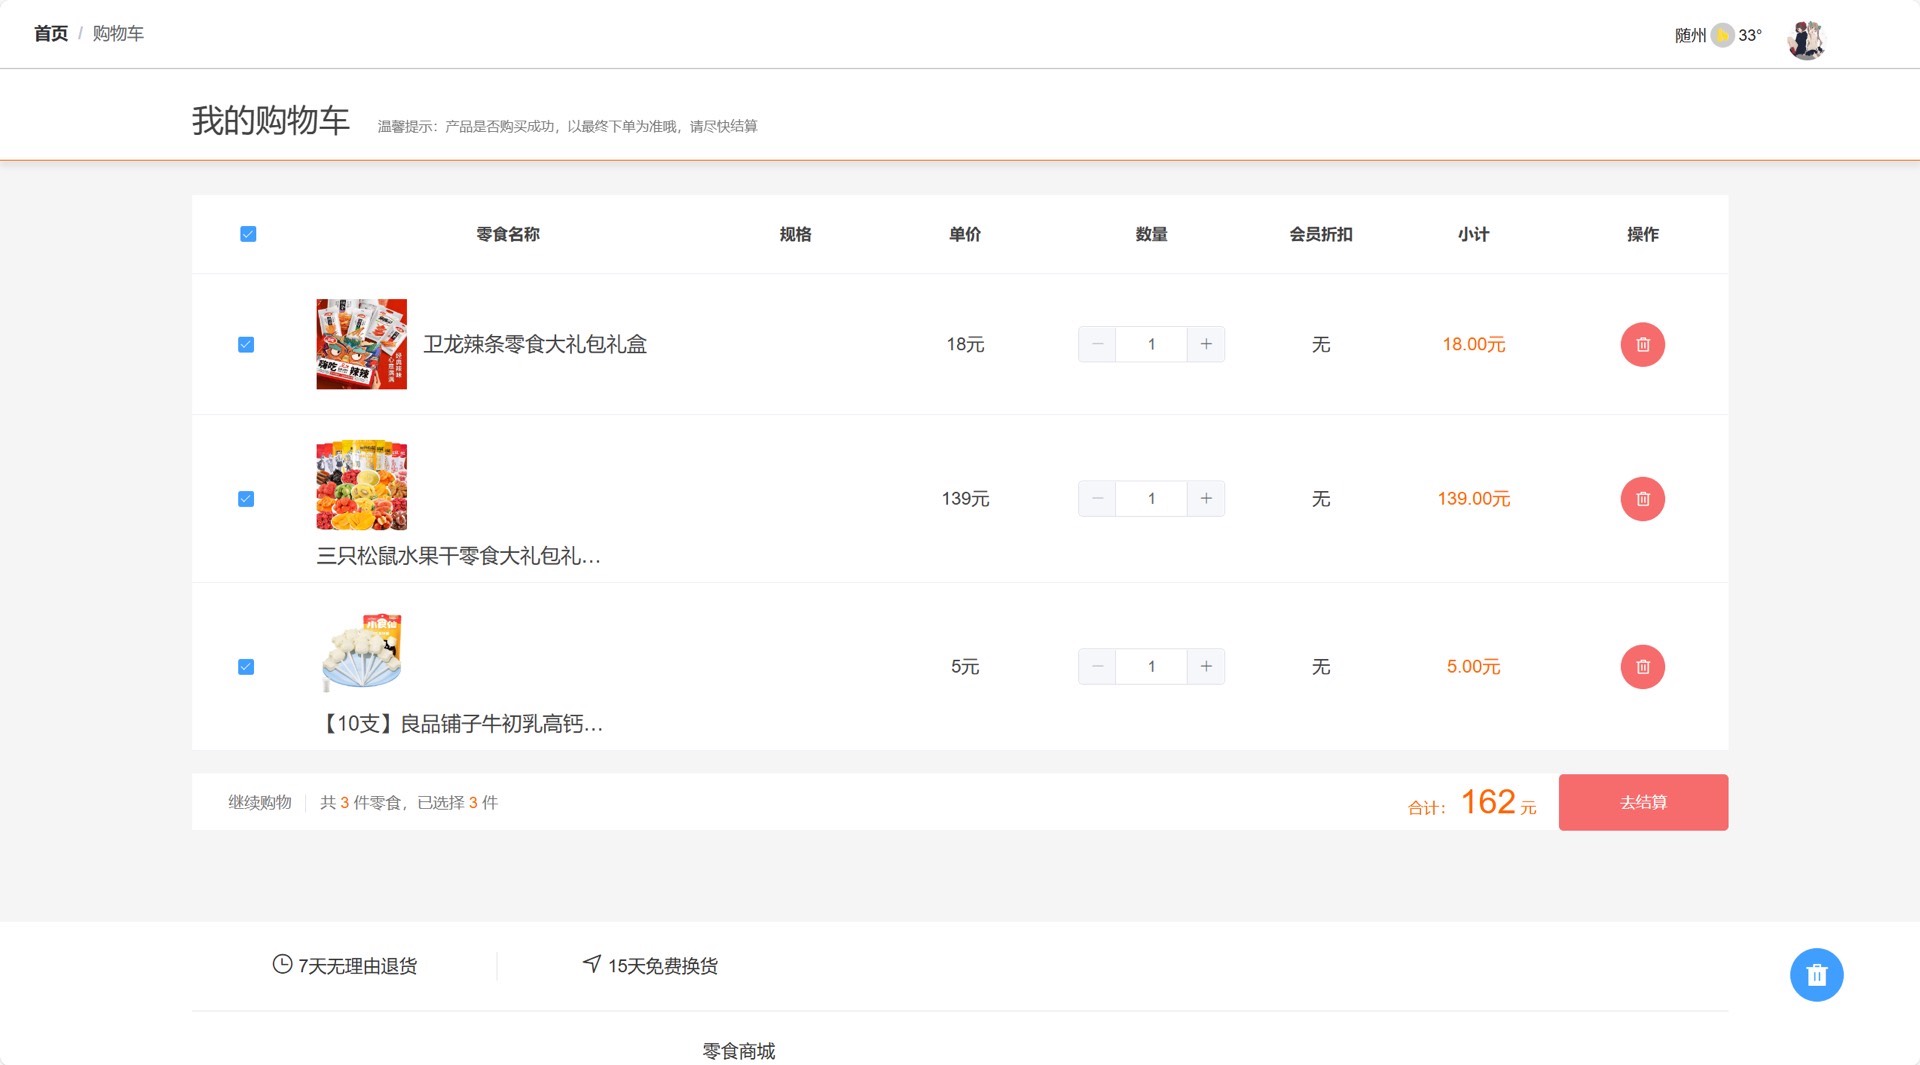 首页 / 购物车
随州 33°
我的购物车 温馨提示：产品是否购买成功，以最终下单为准哦，请尽快结算
零食名称 规格 单价 数量 会员折扣 小计 操作
嗨吃 辣辣
卫龙辣条零食大礼包礼盒 18元 1 无 18.00元
139元 1 无 139.00元
三只松鼠水果干零食大礼包礼...
5元 1 无 5.00元
【10支】良品铺子牛初乳高钙...
继续购物 共 3 件零食，已选择 3 件 合计： 162 元 去结算
7天无理由退货 15天免费换货
零食商城